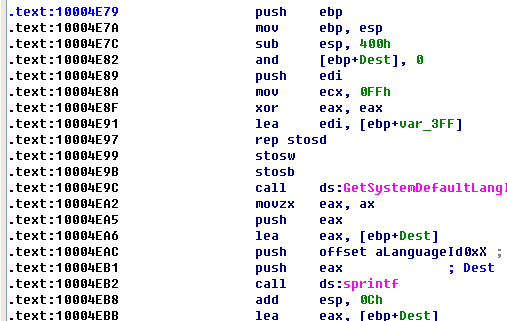 .text:10004E79 push ebp
.text:10004E7A mov ebp, esp
.text:10004E7C sub esp, 400h
.text:10004E82 and [ebp+Dest], 0
.text:10004E89 push edi
.text:10004E8A mov ecx, 0FFh
.text:10004E8F xor eax, eax
.text:10004E91 lea edi, [ebp+var_3FF]
.text:10004E97 rep stosd
.text:10004E99 stosw
.text:10004E9B stosb
.text:10004E9C call ds:GetSystemDefaultLangI
.text:10004EA2 movzx eax, ax
.text:10004EA5 push eax
.text:10004EA6 lea eax, [ebp+Dest]
.text:10004EAC push offset aLanguageId0xX ;
.text:10004EB1 push eax ; Dest
.text:10004EB2 call ds:sprintf
.text:10004EB8 add esp, 0Ch
.text:10004EBB lea eax, [ebp+Dest]